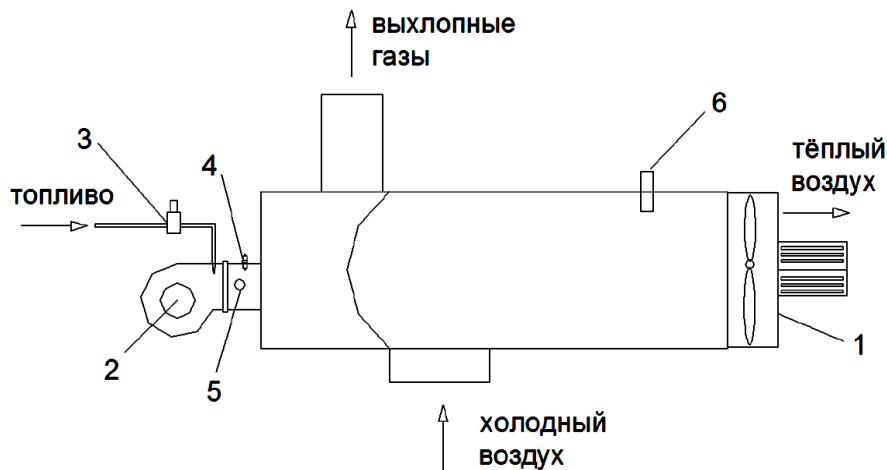 выхлопные
газы
6
3
тёплый
воздух
4
топливо
1
2
5
холодный
воздух